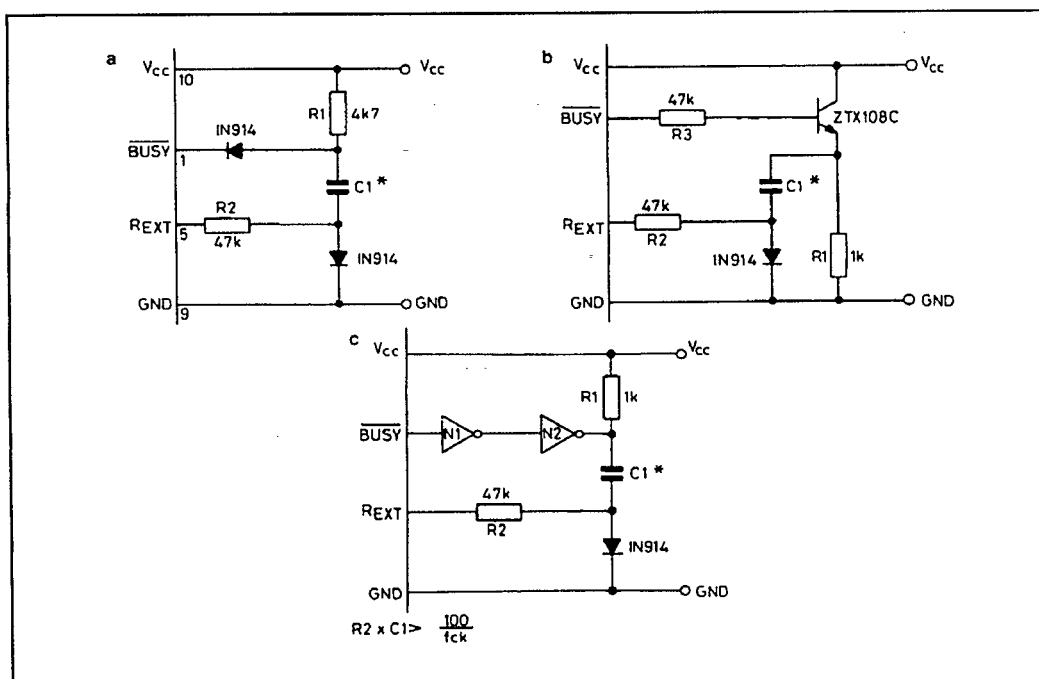 a
Vcc
10
Vcc
R1
4k7
IN914
BUSY
1
C1*
R2
REXT
5
47k
IN914
GND
9
GND
b
Vcc
Vcc
47k
BUSY
R3
ZTX108C
C1*
47k
REXT
R2
IN914
R1
1k
GND
GND
c
Vcc
Vcc
R1
1k
BUSY
N1
N2
C1*
47k
REXT
R2
IN914
GND
GND
R2 x C1> 100
fck